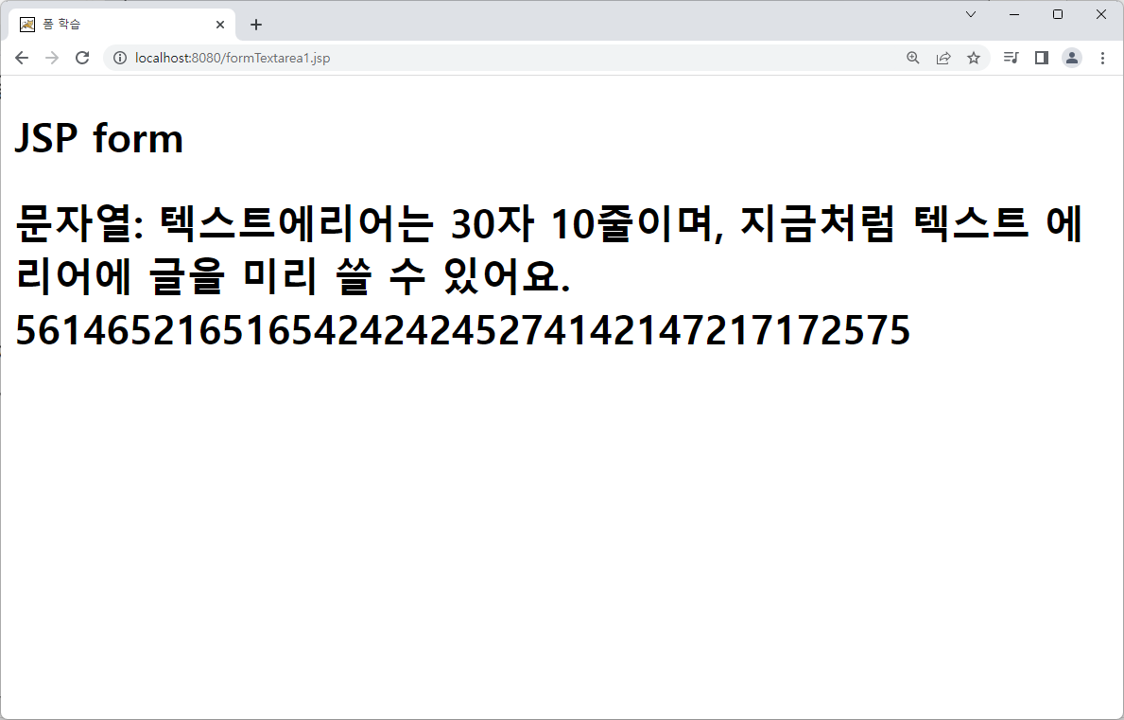 폼 학습
localhost:8080/formTextarea1.jsp
JSP form
문자열: 텍스트에리어는 30자 10줄이며, 지금처럼 텍스트 에
리어에 글을 미리 쓸 수 있어요.
5614652165165424242452741421472171 72575